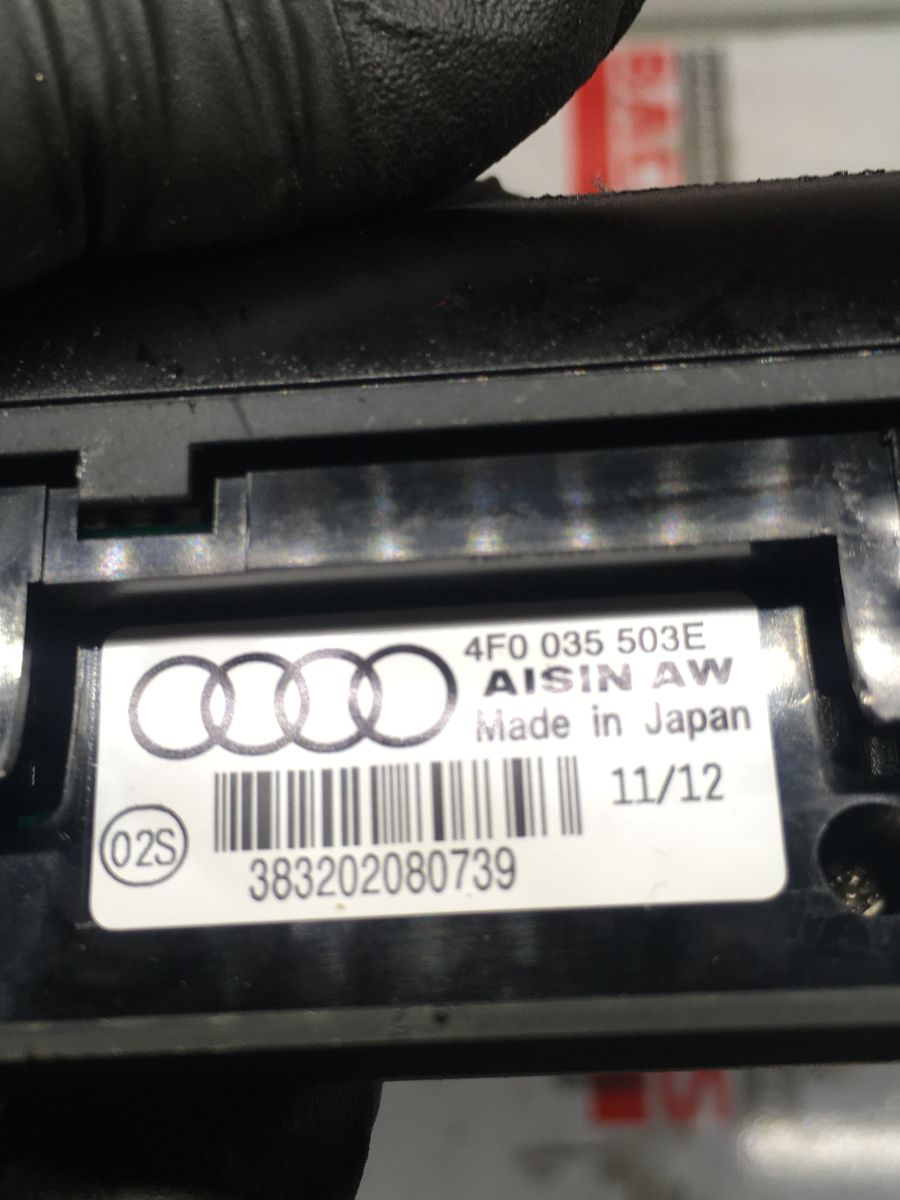 4F0 035 503E
AISIN AW
Made in Japan
11/12
02S
383202080739